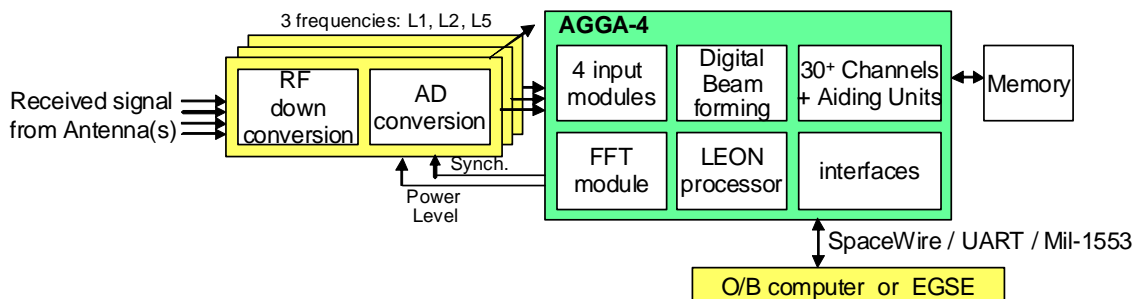 3 frequencies: L1, L2, L5
AGGA-4
Received signal
from Antenna(s)
RF
down
conversion
AD
conversion
4 input
modules
Digital
Beam
forming
30+ Channels
+ Aiding Units
Memory
Synch.
Power
Level
FFT
module
LEON
processor
interfaces
SpaceWire / UART / Mil-1553
O/B computer or EGSE